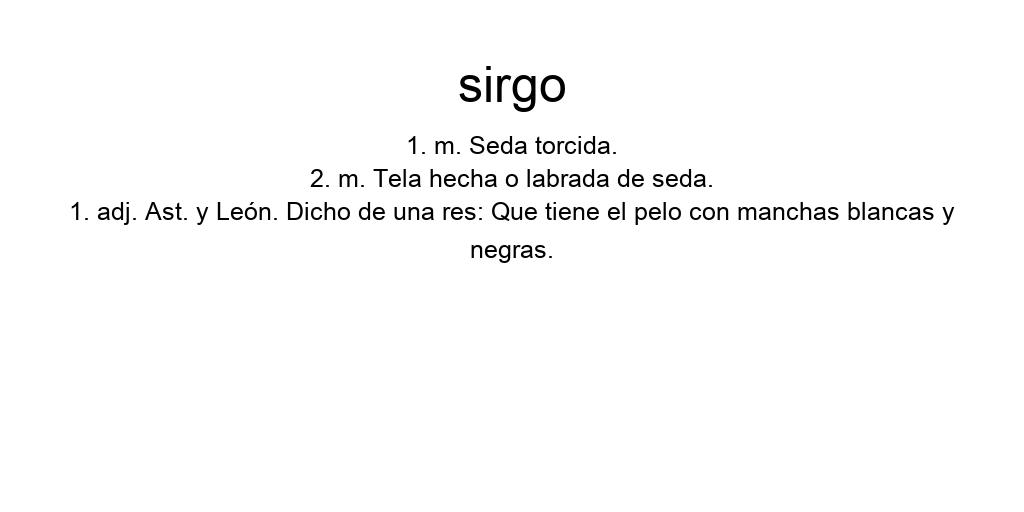 sirgo
1. m. Seda torcida.
2. m. Tela hecha o labrada de seda.
1. adj. Ast. y León. Dicho de una res: Que tiene el pelo con manchas blancas y
negras.